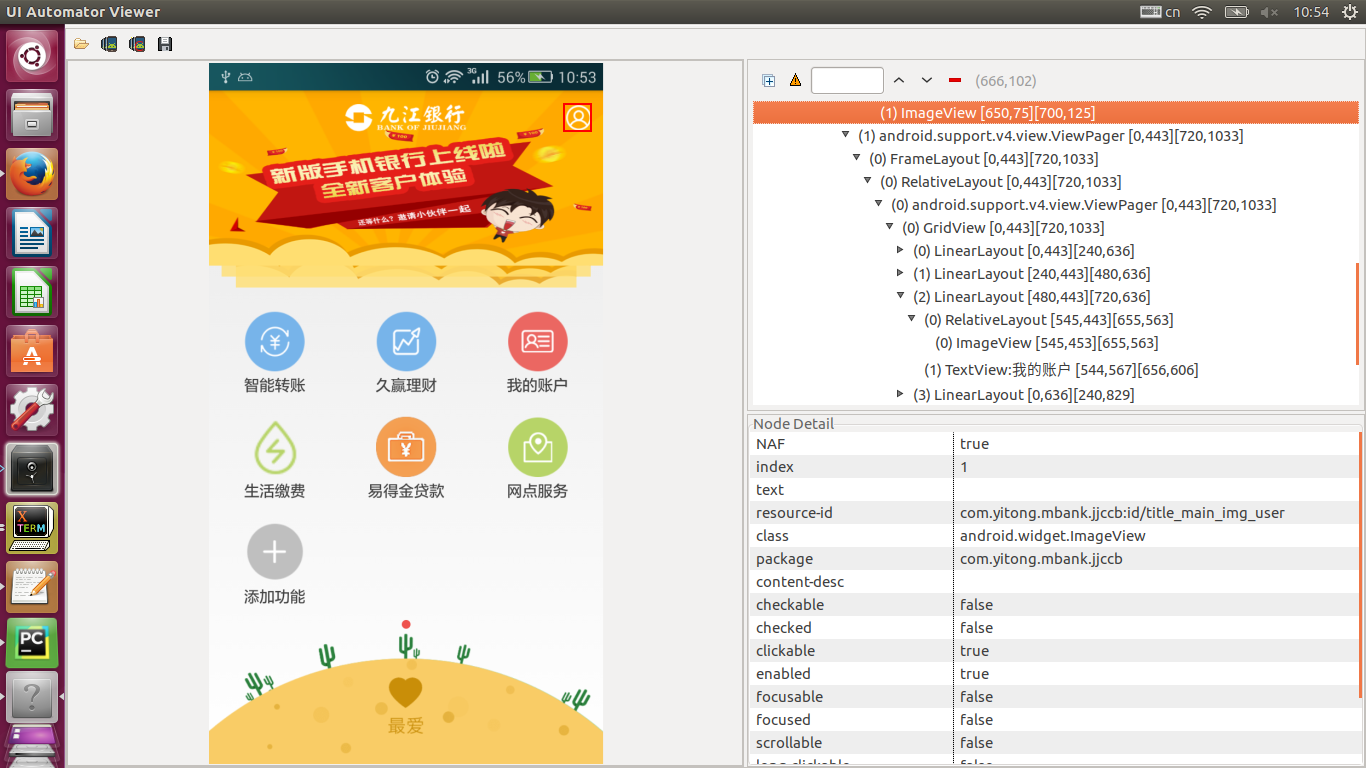 UI Automator Viewer
cn
10:54
3G
56%
10:53
九江银行
BANK OF JIUJIANG
新版手机银行上线啦
全新客户体验
还等什么? 邀请小伙伴一起
智能转账
久赢理财
我的账户
生活缴费
易得金贷款
网点服务
添加功能
最爱
X
TERM
PC
(666,102)
(1) ImageView [650,75][700,125]
(1) android.support.v4.view.ViewPager [0,443][720,1033]
(0) FrameLayout [0,443][720,1033]
(0) RelativeLayout [0,443][720,1033]
(0) android.support.v4.view.ViewPager [0,443][720,1033]
(0) GridView [0,443][720,1033]
(0) LinearLayout [0,443][240,636]
(1) LinearLayout [240,443][480,636]
(2) LinearLayout [480,443][720,636]
(0) RelativeLayout [545,443][655,563]
(0) ImageView [545,453][655,563]
(1) TextView:我的账户 [544,567][656,606]
(3) LinearLayout [0,636][240,829]
Node Detail
NAF true
index 1
text
resource-id com.yitong.mbank.jjccb:id/title_main_img_user
class android.widget.ImageView
package com.yitong.mbank.jjccb
content-desc
checkable false
checked false
clickable true
enabled true
focusable false
focused false
scrollable false